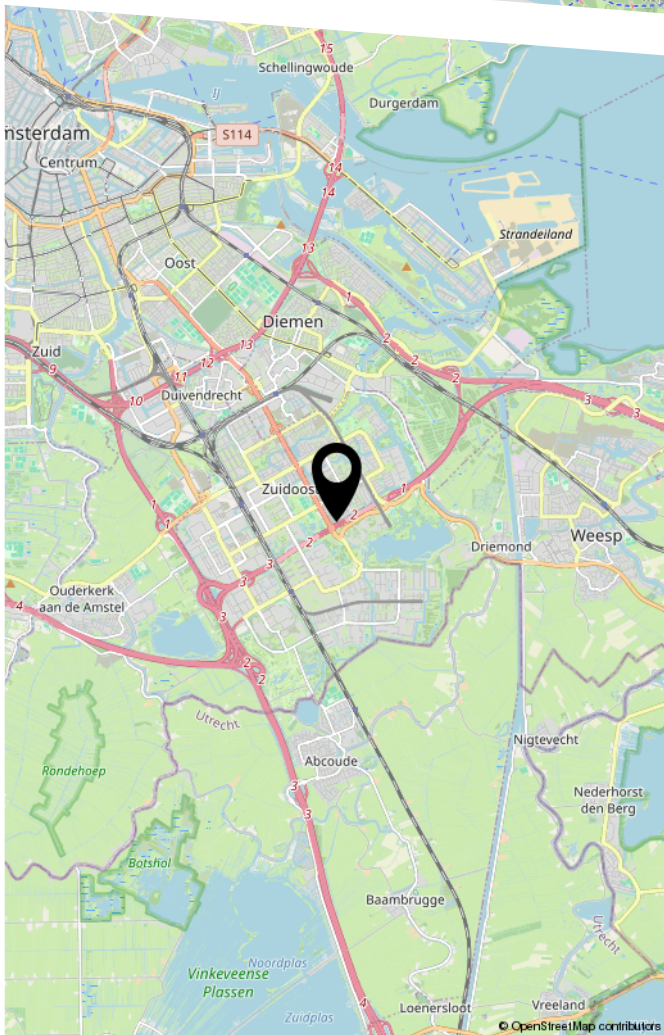 15
Schellingwoude
IJ
Durgerdam
msterdam
S114
Centrum
14
14
Strandeiland
13
Oost
1
Diemen
2
13
Zuid
12
2
2
9
11
3
Duivendrecht
10
3
Zuidoost
1
1
2
1
2
Weesp
Driemond
3
Ouderkerk
aan de Amstel
3
4
3
2
2
Utrecht
Nigtevecht
Abcoude
Rondehoep
3
3
Nederhorst
den Berg
Botshol
Baambrugge
Utrecht
Noordplas
Vinkeveense
Plassen
4
Vreeland
Loenersloot
Zuidplas
© OpenStreetMap contributors